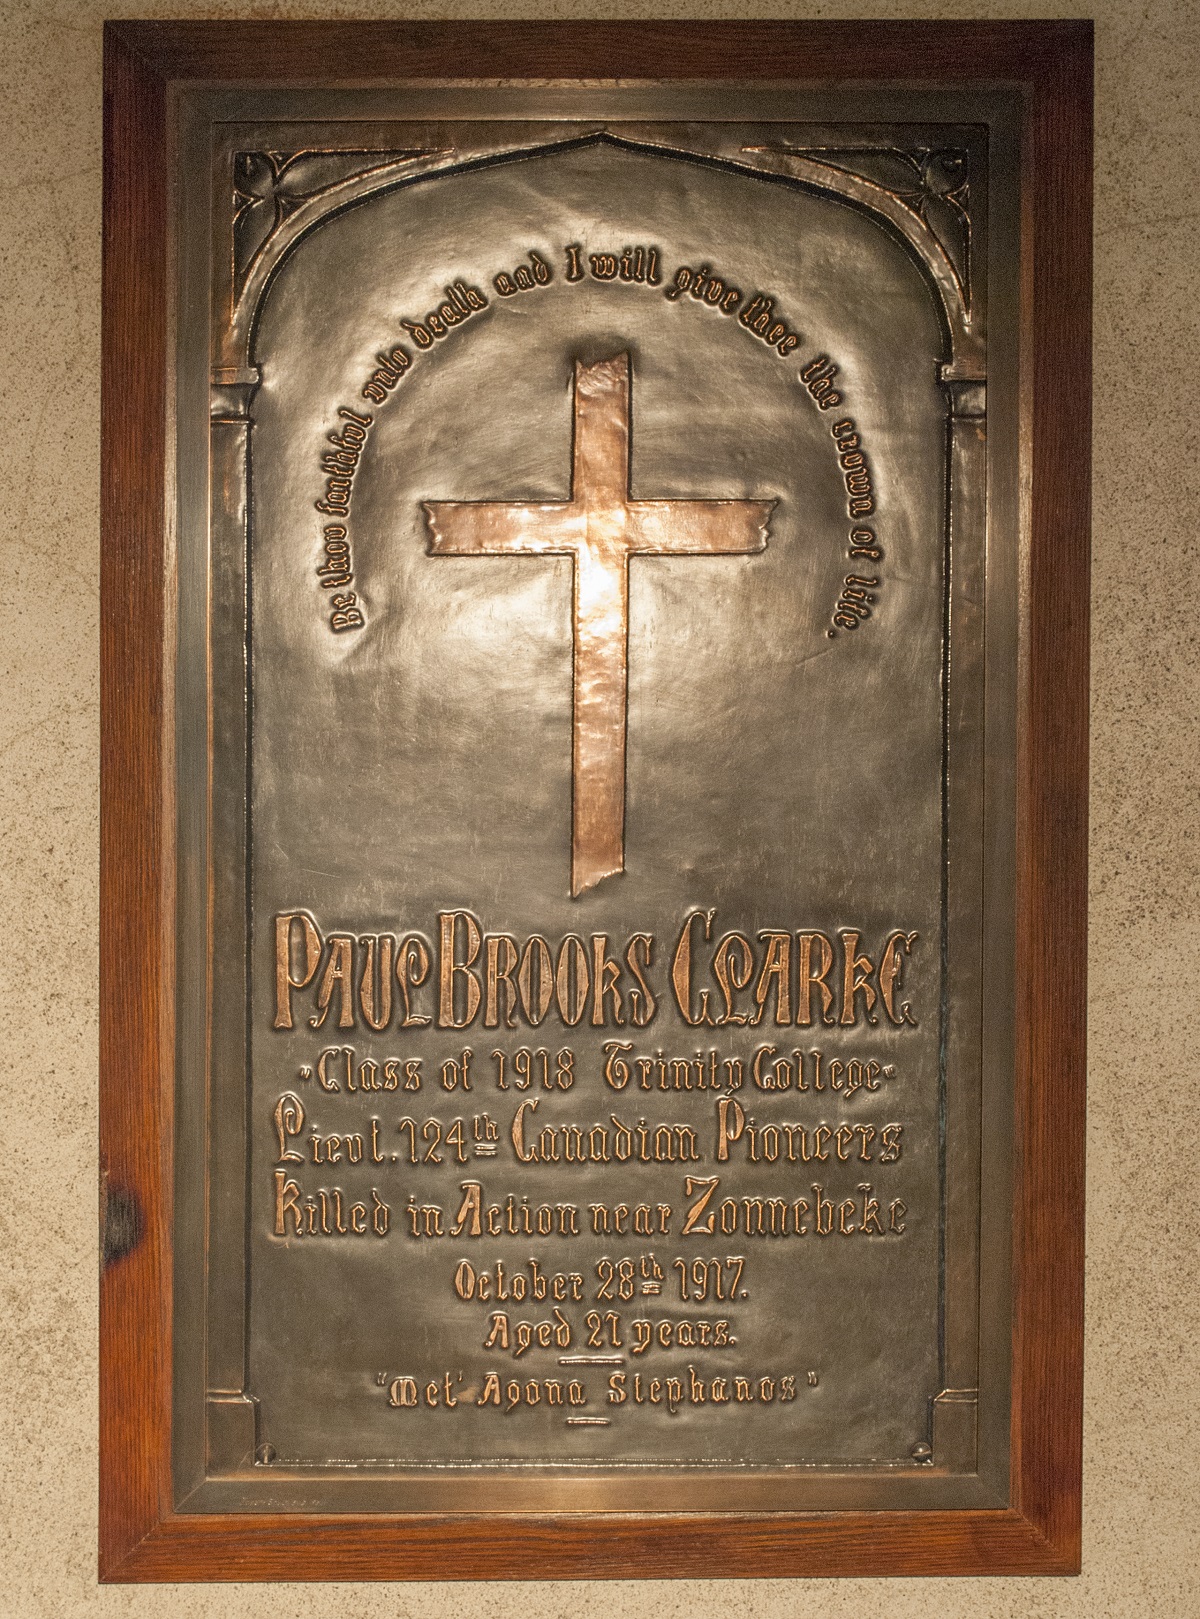 Be thou faithful unto death and I will give thee the crown of life.
PAUL BROOKS CLARKE
"Class of 1918 Trinity College"
Lieut. 124th Canadian Pioneers
Killed in Action near Zonnebeke
October 28th 1917.
Aged 21 years.
"Met' Agona Stephanos"